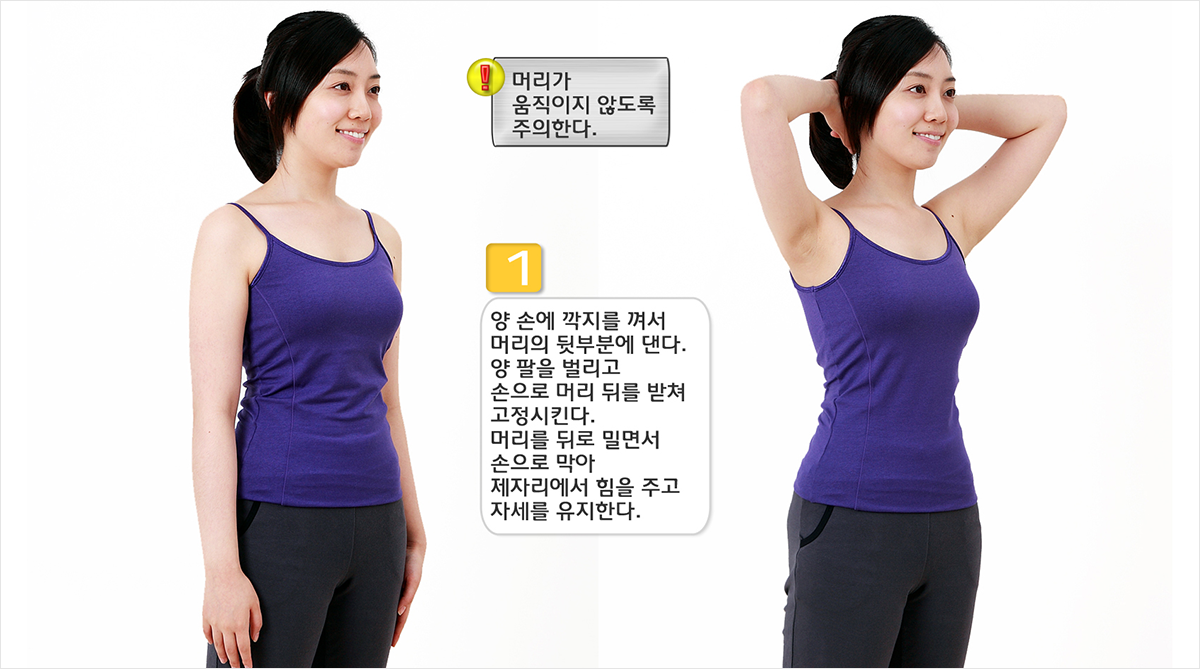 머리가
움직이지 않도록
주의한다.
1
양 손에 깍지를 껴서
머리의 뒷부분에 댄다.
양 팔을 벌리고
손으로 머리 뒤를 받쳐
고정시킨다.
머리를 뒤로 밀면서
손으로 막아
제자리에서 힘을 주고
자세를 유지한다.